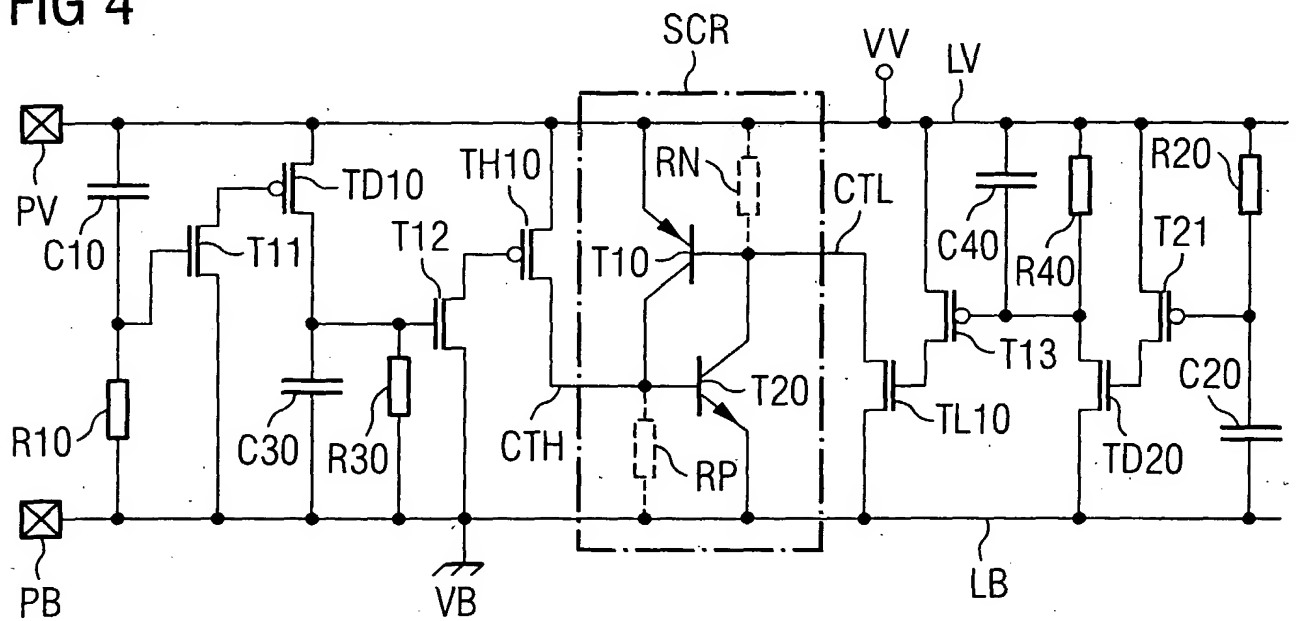 FIG 4
SCR
VV
LV
PV
C10
T11
TD10
T12
TH10
RN
T10
CTL
C40
R40
T21
R20
T13
C20
R10
C30
R30
CTH
T20
RP
TL10
TD20
PB
VB
LB